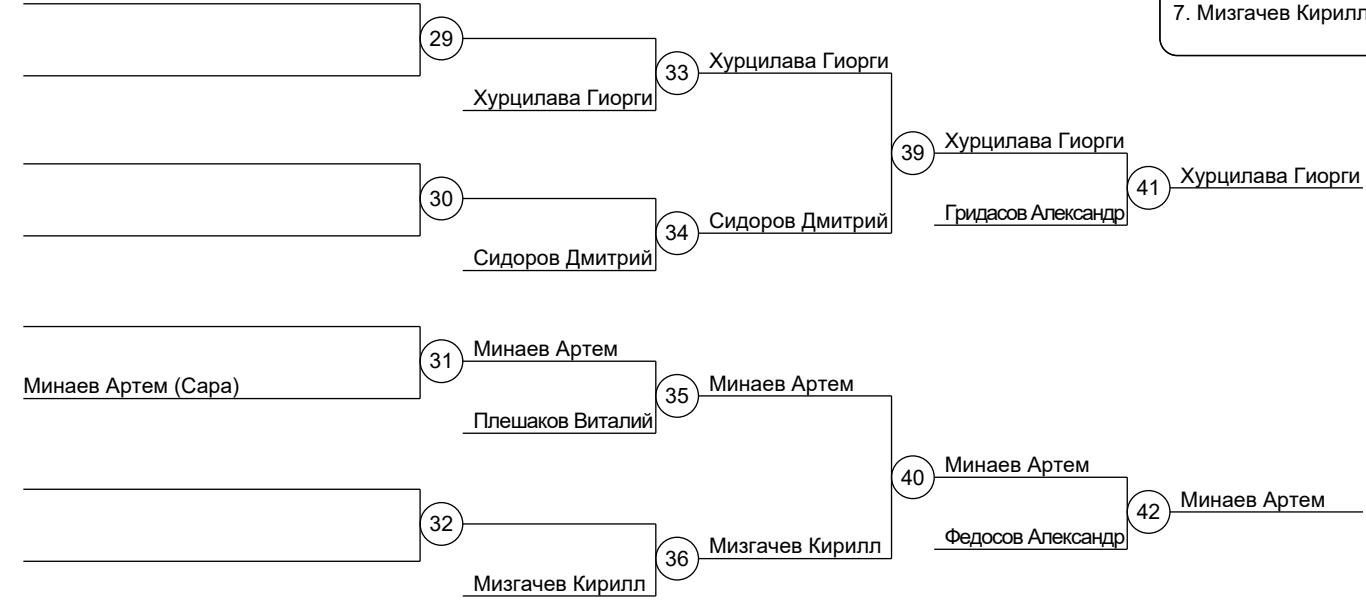 7. Мизгачев Кирилл
29
Хурцилава Гиорги
33
Хурцилава Гиорги
30
Сидоров Дмитрий
34
Сидоров Дмитрий
39
Хурцилава Гиорги
Гридасов Александр
41
Хурцилава Гиорги
Минаев Артем (Сара)
31
Минаев Артем
Плешаков Виталий
35
Минаев Артем
32
Мизгачев Кирилл
36
Мизгачев Кирилл
40
Минаев Артем
Федосов Александр
42
Минаев Артем